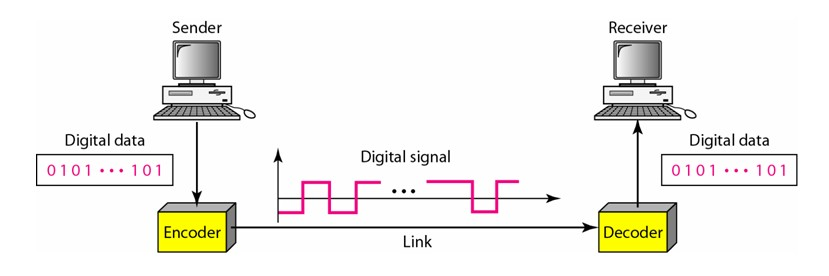 Sender
Receiver
Digital data
0101 ••• 101
Digital signal
•••
Digital data
0101 ••• 101
Encoder
Link
Decoder